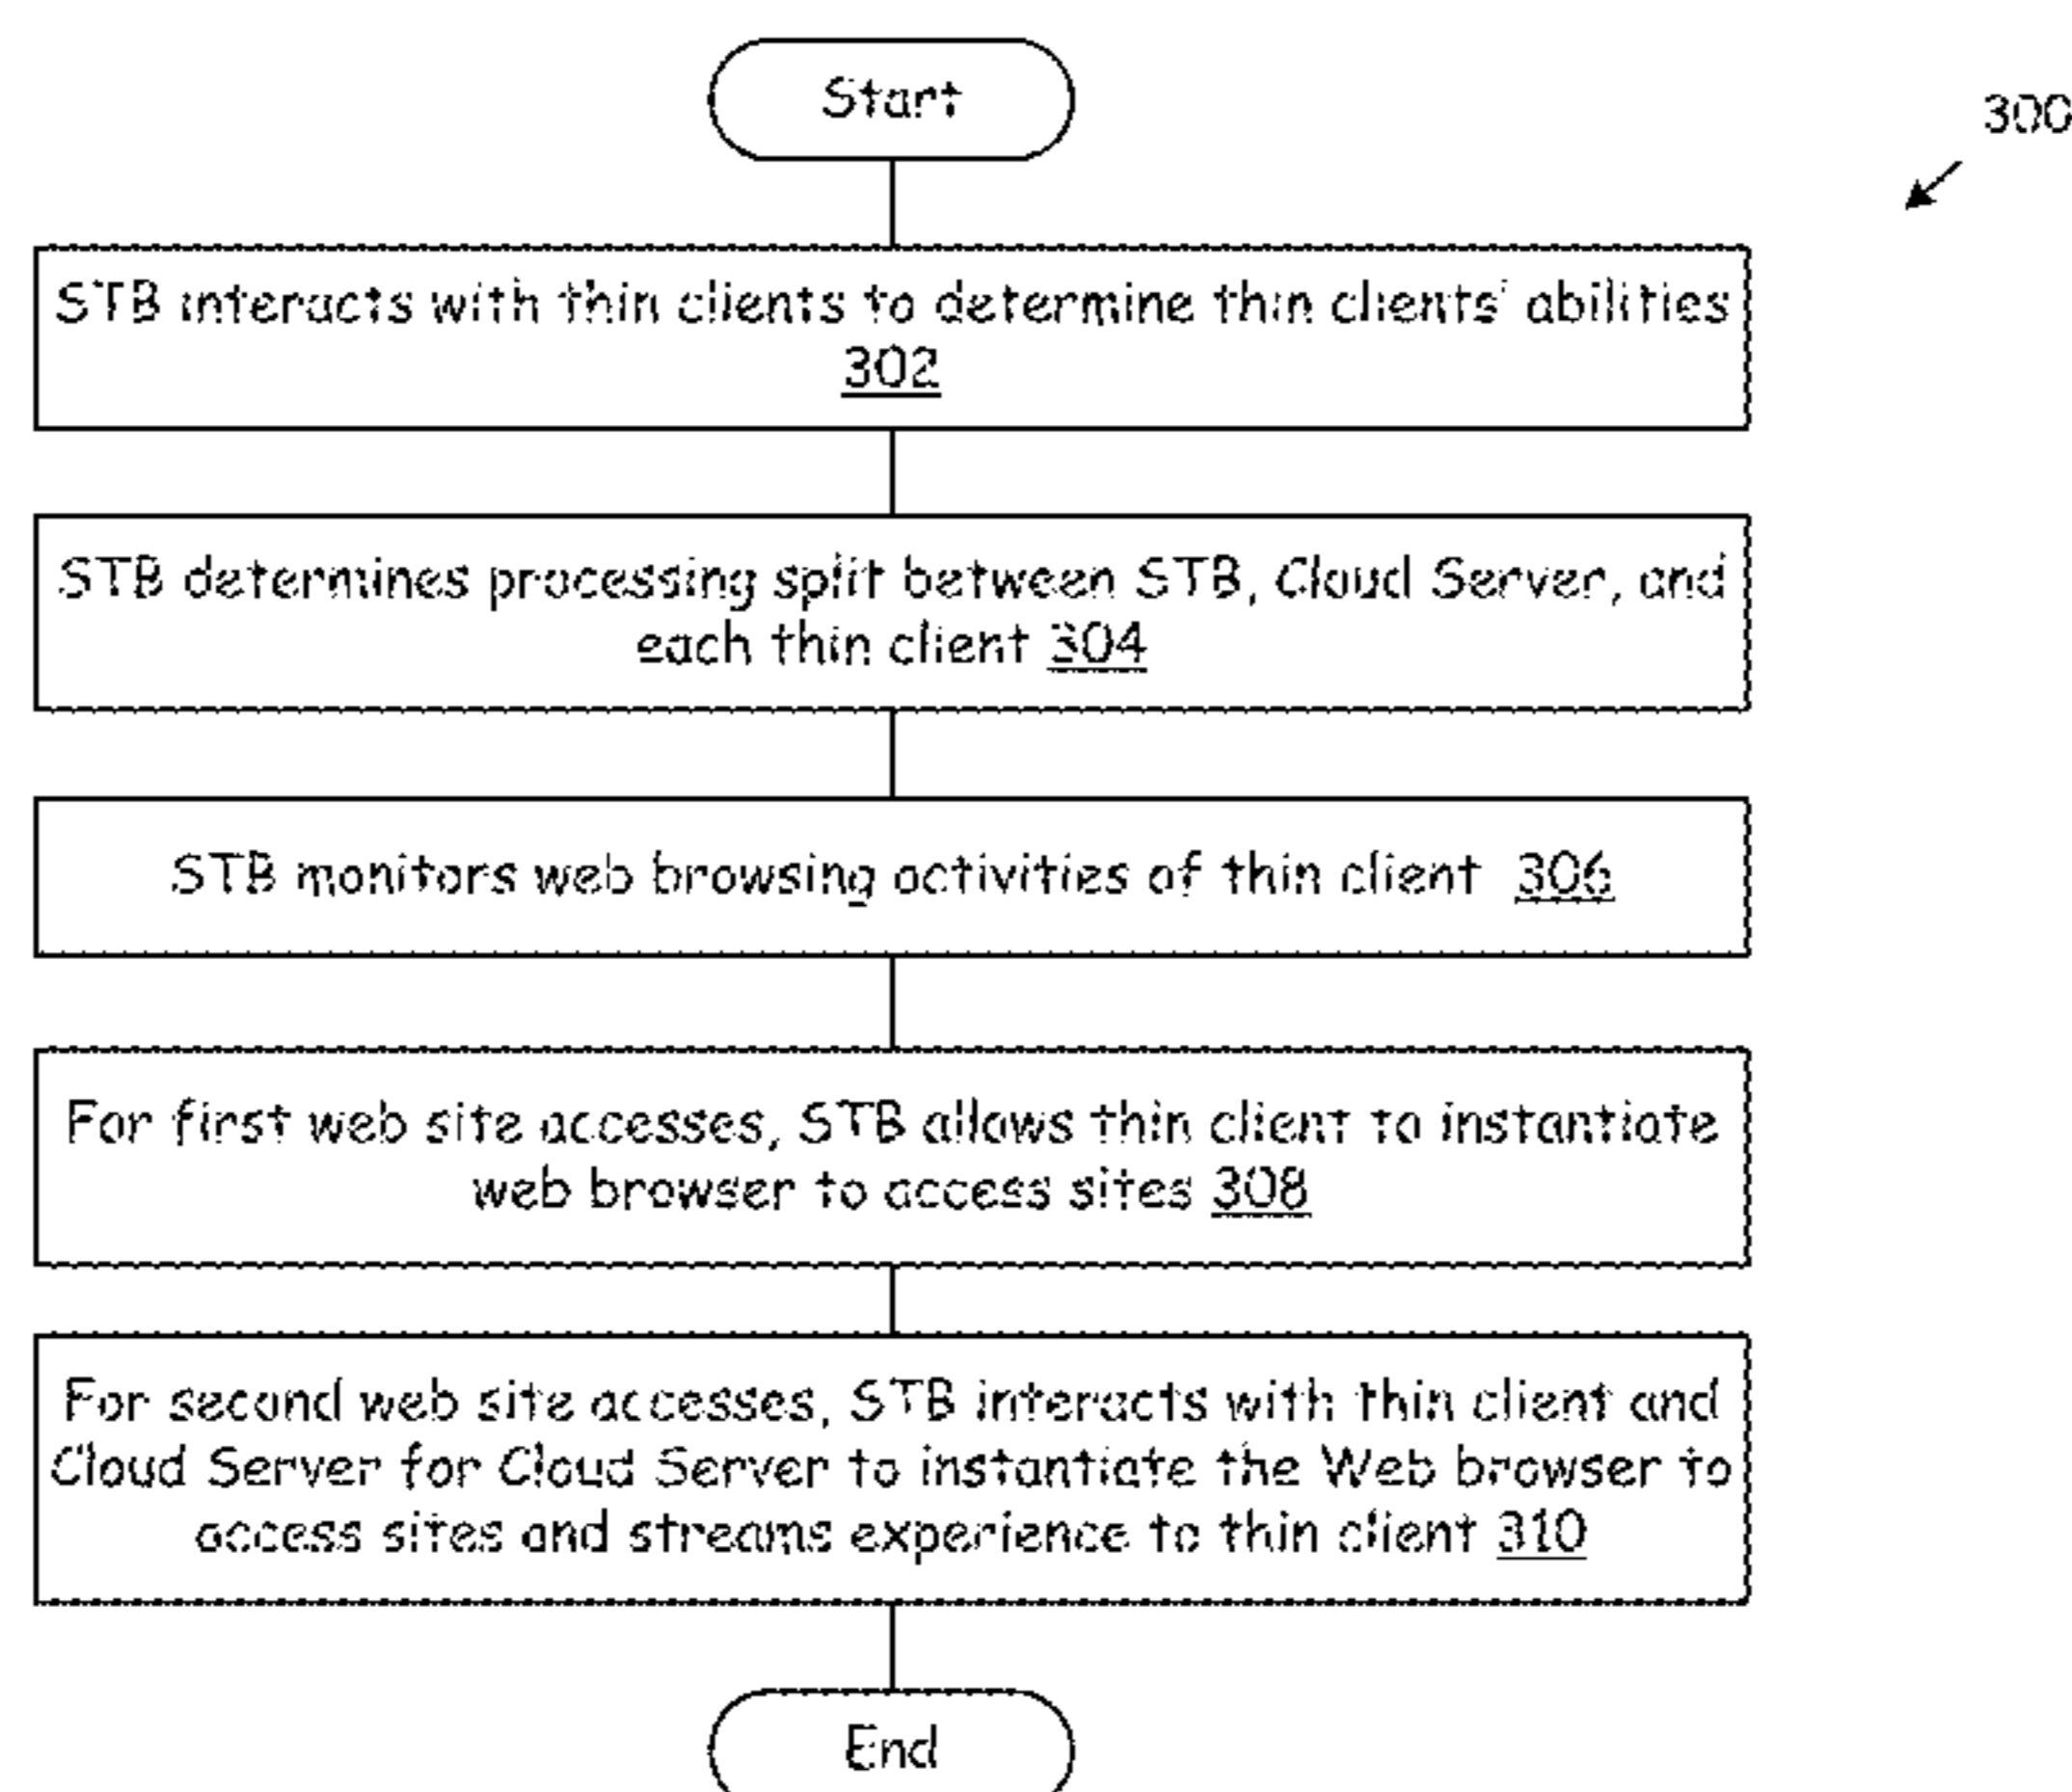 Start
300
STB interacts with thin clients to determine thin clients' abilities
302
STB determines processing split between STB, Cloud Server, and
each thin client 304
STB monitors web browsing activities of thin client 306
For first web site accesses, STB allows thin client to instantiate
web browser to access sites 308
For second web site accesses, STB interacts with thin client and
Cloud Server for Cloud Server to instantiate the Web browser to
access sites and streams experience to thin client 310
End